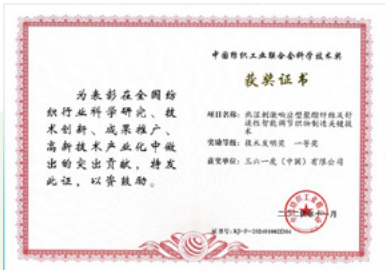 中国纺织工业联合会科学技术奖
获奖证书
为表彰在全国纺
织行业科学研究、技
术创新、成果推广、
高新技术产业化中做
出的突出贡献，特发
此证，以资鼓励。
项目名称：热湿刺激响应型聚酯纤维及舒
适性智能调节织物制造关键技
术
奖励等级：技术发明奖 一等奖
获奖单位：三六一度（中国）有限公司